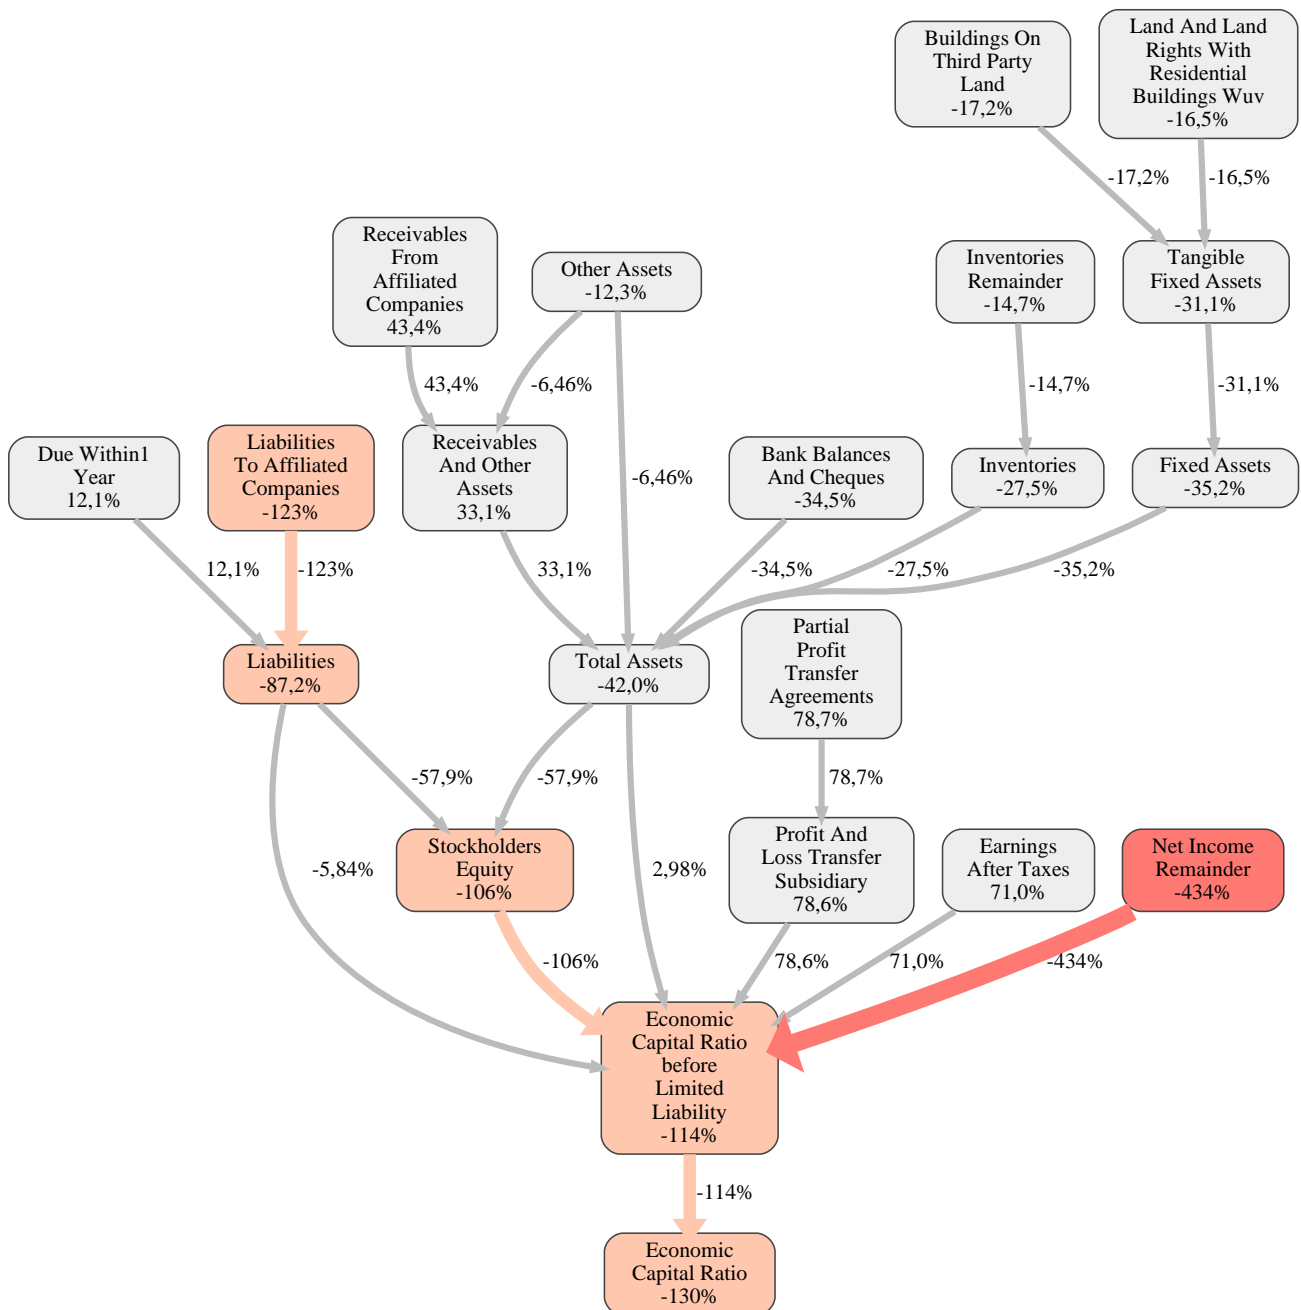 Buildings On
Third Party
Land
-17,2%
Land And Land
Rights With
Residential
Buildings Wuv
-16,5%
-17,2%
-16,5%
Receivables
From
Affiliated
Companies
43,4%
Other Assets
-12,3%
Inventories
Remainder
-14,7%
Tangible
Fixed Assets
-31,1%
43,4%
-6,46%
-14,7%
-31,1%
Due Within1
Year
12,1%
Liabilities
To Affiliated
Companies
-123%
Receivables
And Other
Assets
33,1%
-6,46%
Bank Balances
And Cheques
-34,5%
Inventories
-27,5%
Fixed Assets
-35,2%
12,1%
-123%
33,1%
-34,5%
-27,5%
-35,2%
Liabilities
-87,2%
Total Assets
-42,0%
Partial
Profit
Transfer
Agreements
78,7%
-57,9%
-57,9%
78,7%
-5,84%
Stockholders
Equity
-106%
2,98%
Profit And
Loss Transfer
Subsidiary
78,6%
Earnings
After Taxes
71,0%
Net Income
Remainder
-434%
-106%
78,6%
71,0%
-434%
Economic
Capital Ratio
before
Limited
Liability
-114%
-114%
Economic
Capital Ratio
-130%